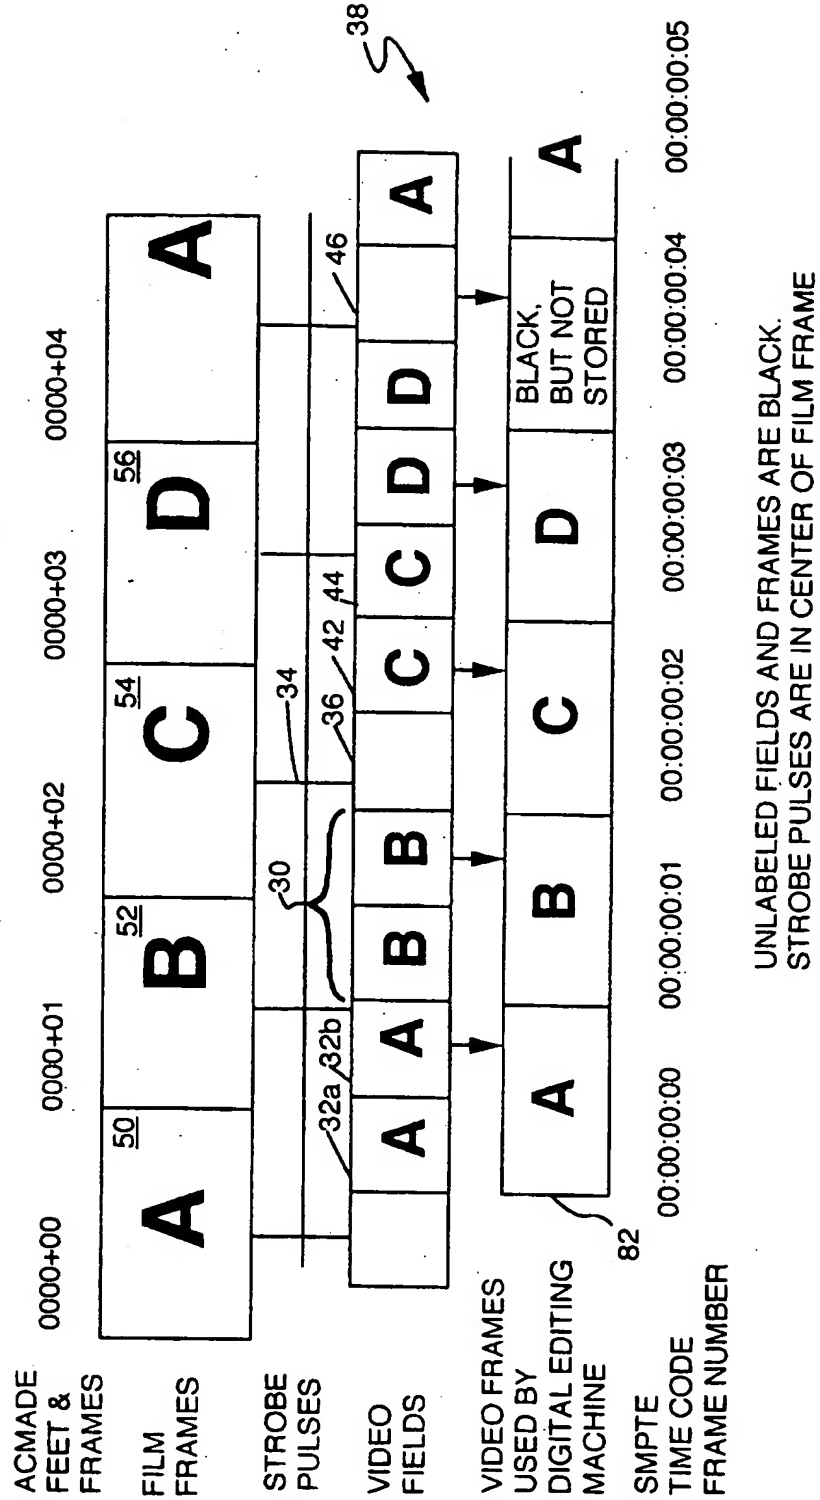 38
ACMADE
FEET &
FRAMES
0000+00
0000+01
0000+02
0000+03
0000+04
FILM
FRAMES
A
50
B
52
C
54
D
56
A
STROBE
PULSES
30
34
32a
32b
36
42
44
46
VIDEO
FIELDS
A
A
B
B
C
C
D
D
A
VIDEO FRAMES
USED BY
DIGITAL EDITING
MACHINE
82
A
B
C
D
BLACK,
BUT NOT
STORED
A
SMPTE
TIME CODE
FRAME NUMBER
00:00:00:00
00:00:00:01
00:00:00:02
00:00:00:03
00:00:00:04
00:00:00:05
UNLABELED FIELDS AND FRAMES ARE BLACK.
STROBE PULSES ARE IN CENTER OF FILM FRAME